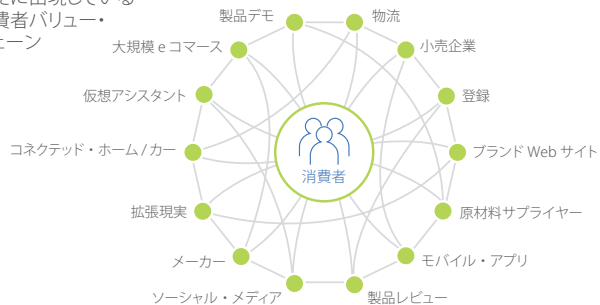 に出現している
費者バリュー・
ェーン
製品デモ
物流
大規模 e コマース
小売企業
仮想アシスタント
登録
コネクテッド・ホーム / カー
ブランド Web サイト
消費者
拡張現実
原材料サプライヤー
メーカー
モバイル・アプリ
ソーシャル・メディア
製品レビュー